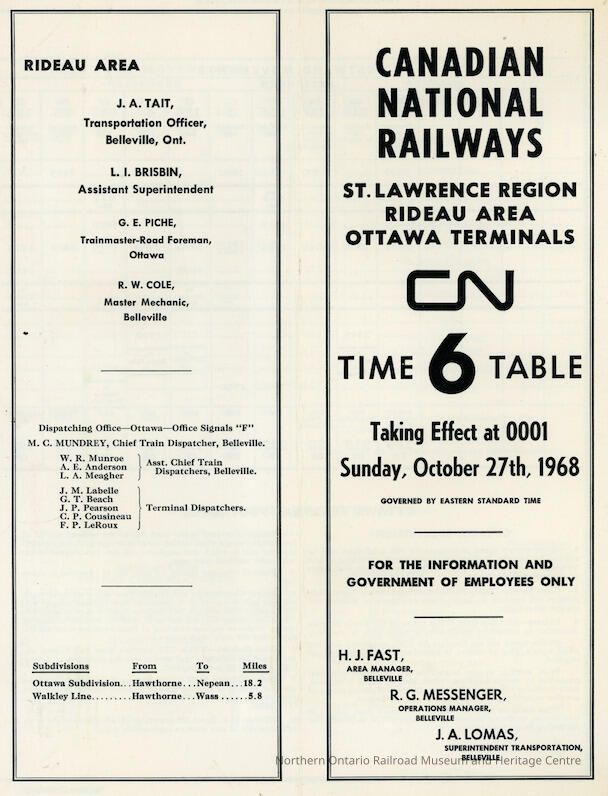 RIDEAU AREA
J. A. TAIT,
Transportation Officer,
Belleville, Ont.
L. I. BRISBIN,
Assistant Superintendent
G. E. PICHE,
Trainmaster-Road Foreman,
Ottawa
R. W. COLE,
Master Mechanic,
Belleville
Dispatching Office—Ottawa—Office Signals "F"
M. C. MUNDREY, Chief Train Dispatcher, Belleville.
W. R. Munroe
A. E. Anderson
L. A. Meagher
Asst. Chief Train
Dispatchers, Belleville.
J. M. Labelle
G. T. Beach
J. P. Pearson
C. P. Cousineau
F. P. LeRoux
Terminal Dispatchers.
Subdivisions From To Miles
Ottawa Subdivision...Hawthorne...Nepean...18.2
Walkley Line.........Hawthorne...Wass......5.8
CANADIAN
NATIONAL
RAILWAYS
ST. LAWRENCE REGION
RIDEAU AREA
OTTAWA TERMINALS
CN
TIME 6 TABLE
Taking Effect at 0001
Sunday, October 27th, 1968
GOVERNED BY EASTERN STANDARD TIME
FOR THE INFORMATION AND
GOVERNMENT OF EMPLOYEES ONLY
H. J. FAST,
AREA MANAGER,
BELLEVILLE
R. G. MESSENGER,
OPERATIONS MANAGER,
BELLEVILLE
J. A. LOMAS,
SUPERINTENDENT TRANSPORTATION,
BELLEVILLE
Northern Ontario Railroad Museum and Heritage Centre